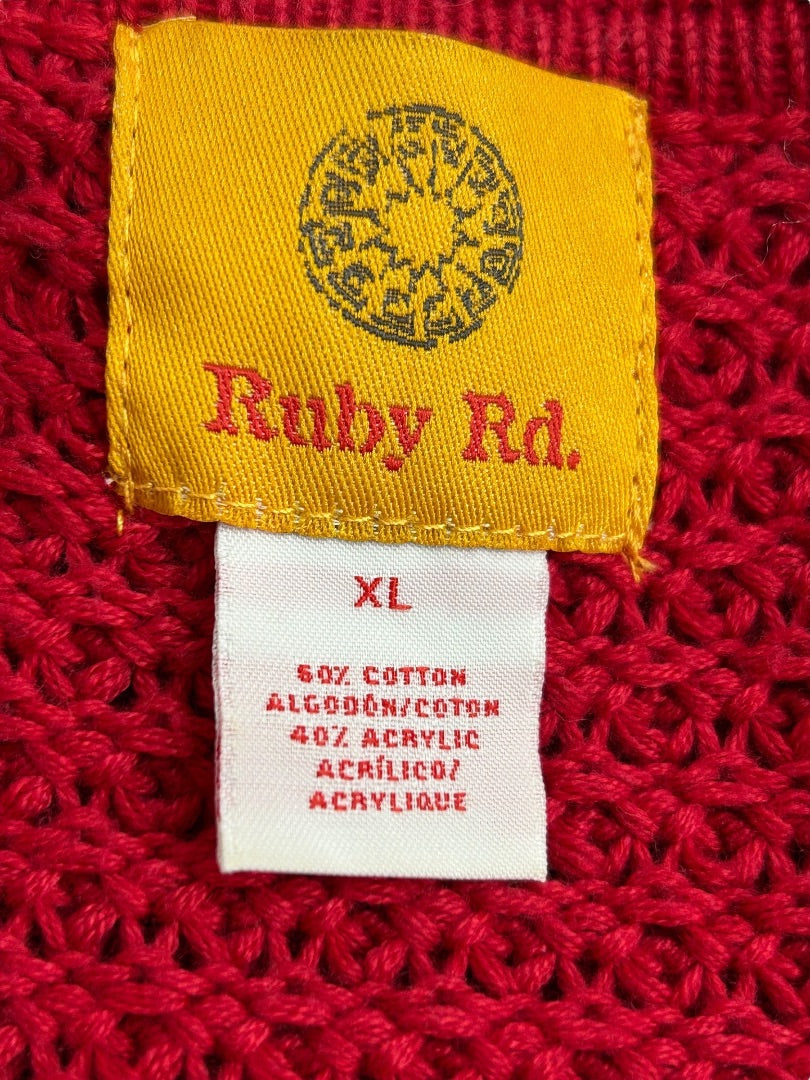 Ruby Rd.
XL
60% COTTON
ALGODÓN/COTON
40% ACRYLIC
ACRÍLICO/
ACRYLIQUE